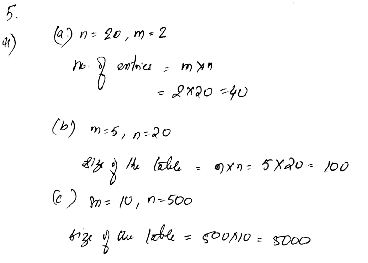 5.
a)
(a) n = 20, m = 2
no. of entries = m×n
= 2×20 = 40
(b) m = 5, n = 20
Size of the table = m×n = 5×20 = 100
(c) m = 10, n = 500
Size of the table = 500×10 = 5000